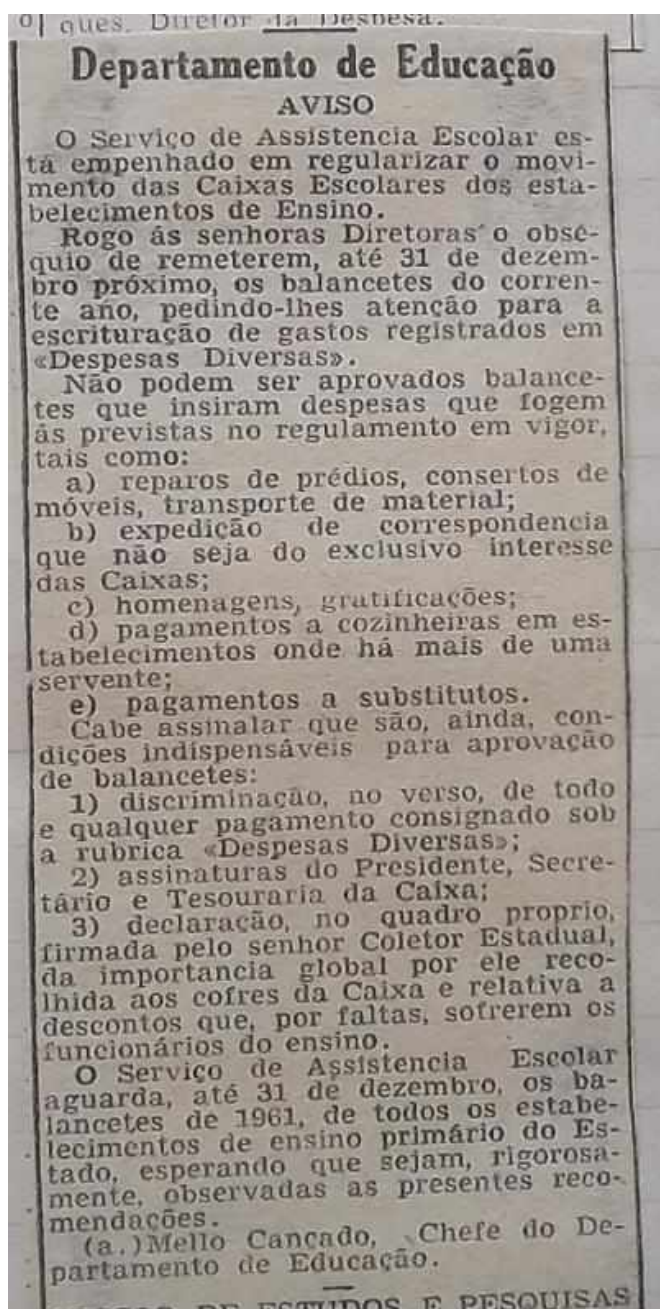 ques. Diretor da Despesa.
Departamento de Educação
AVISO
O Serviço de Assistencia Escolar es-
tá empenhado em regularizar o movi-
mento das Caixas Escolares dos esta-
belecimentos de Ensino.
Rogo ás senhoras Diretoras o obsé-
quio de remeterem, até 31 de dezem-
bro próximo, os balancetes do corren-
te ano, pedindo-lhes atenção para a
escrituração de gastos registrados em
«Despesas Diversas».
Não podem ser aprovados balance-
tes que insiram despesas que fogem
ás previstas no regulamento em vigor,
tais como:
a) reparos de prédios, consertos de
móveis, transporte de material;
b) expedição de correspondencia
que não seja do exclusivo interesse
das Caixas;
c) homenagens, gratificações;
d) pagamentos a cozinheiras em es-
tabelecimentos onde há mais de uma
servente;
e) pagamentos a substitutos.
Cabe assinalar que são, ainda, con-
dições indispensáveis para aprovação
de balancetes:
1) discriminação, no verso, de todo
e qualquer pagamento consignado sob
a rubrica «Despesas Diversas»;
2) assinaturas do Presidente, Secre-
tário e Tesouraria da Caixa;
3) declaração, no quadro proprio,
firmada pelo senhor Coletor Estadual,
da importancia global por ele reco-
lhida aos cofres da Caixa e relativa a
descontos que, por faltas, sofrerem os
funcionários do ensino.
O Serviço de Assistencia Escolar
aguarda, até 31 de dezembro, os ba-
lancetes de 1961, de todos os estabe-
lecimentos de ensino primário do Es-
tado, esperando que sejam, rigorosa-
mente, observadas as presentes reco-
mendações.
(a.) Mello Cançado, Chefe do De-
partamento de Educação.
DE ESTUDOS E PESQUISAS